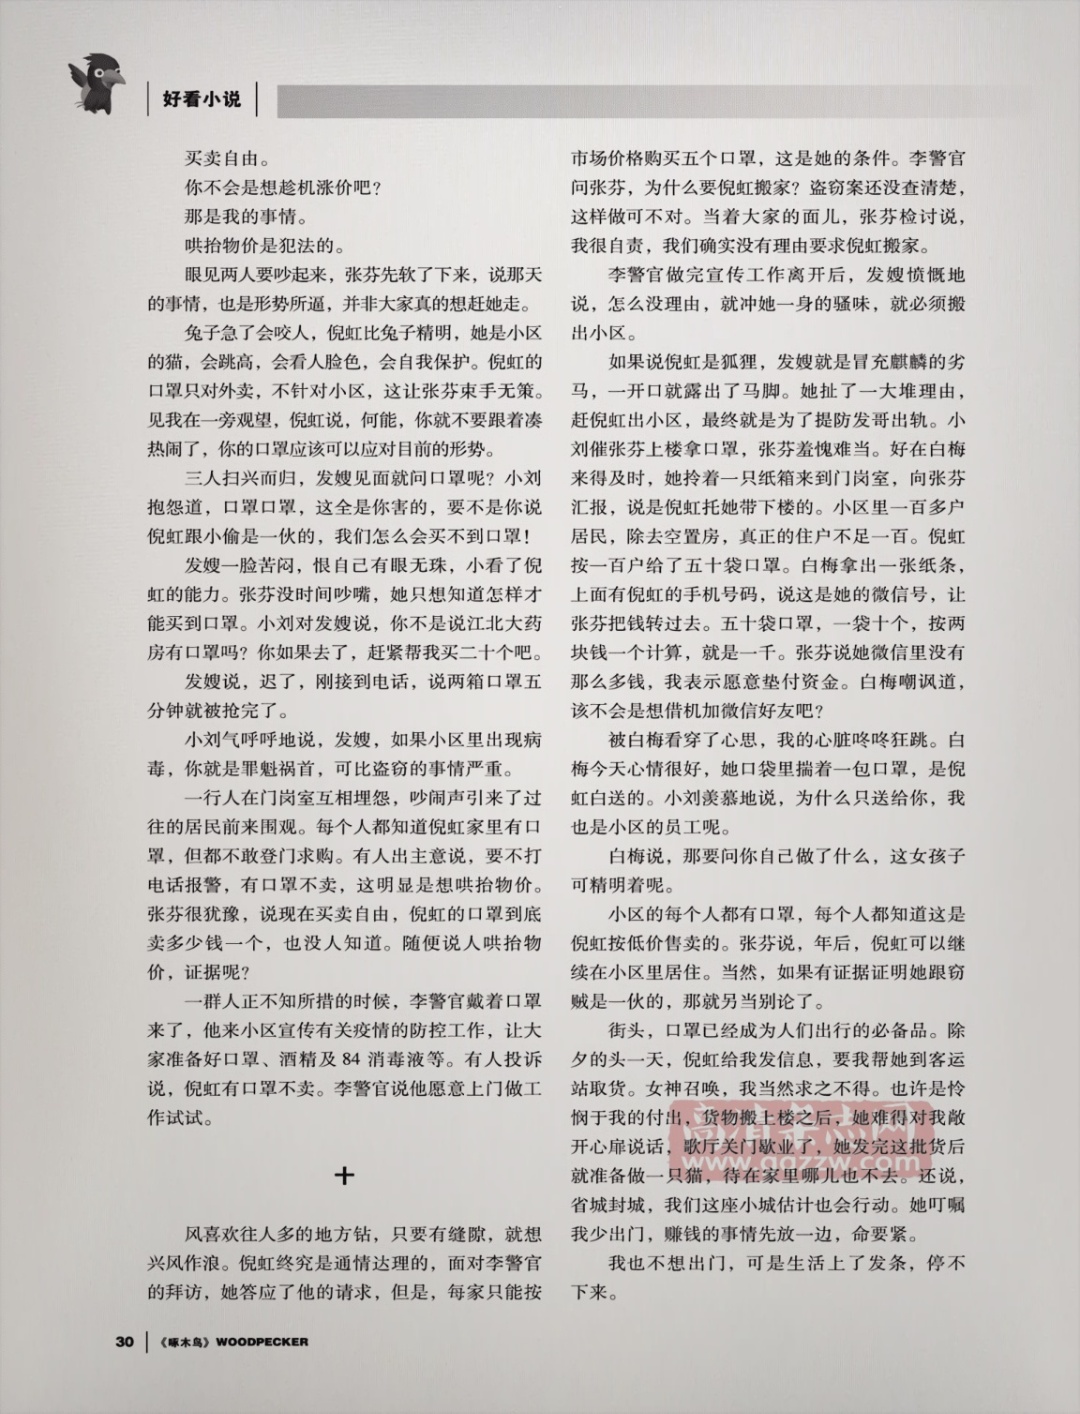 好看小说
买卖自由。
你不会是想趁机涨价吧？
那是我的事情。
哄抬物价是犯法的。
眼见两人要吵起来，张芬先软了下来，说那天
的事情，也是形势所逼，并非大家真的想赶她走。
兔子急了会咬人，倪虹比兔子精明，她是小区
的猫，会跳高，会看人脸色，会自我保护。倪虹的
口罩只对外卖，不针对小区，这让张芬束手无策。
见我在一旁观望，倪虹说，何能，你就不要跟着凑
热闹了，你的口罩应该可以应对目前的形势。
三人扫兴而归，发嫂见面就问口罩呢？小刘
抱怨道，口罩口罩，这全是你害的，要不是你说
倪虹跟小偷是一伙的，我们怎么会买不到口罩！
发嫂一脸苦闷，恨自己有眼无珠，小看了倪
虹的能力。张芬没时间吵嘴，她只想知道怎样才
能买到口罩。小刘对发嫂说，你不是说江北大药
房有口罩吗？你如果去了，赶紧帮我买二十个吧。
发嫂说，迟了，刚接到电话，说两箱口罩五
分钟就被抢完了。
小刘气呼呼地说，发嫂，如果小区里出现病
毒，你就是罪魁祸首，可比盗窃的事情严重。
一行人在门岗室互相埋怨，吵闹声引来了过
往的居民前来围观。每个人都知道倪虹家里有口
罩，但都不敢登门求购。有人出主意说，要不打
电话报警，有口罩不卖，这明显是想哄抬物价。
张芬很犹豫，说现在买卖自由，倪虹的口罩到底
卖多少钱一个，也没人知道。随便说人哄抬物
价，证据呢？
一群人正不知所措的时候，李警官戴着口罩
来了，他来小区宣传有关疫情的防控工作，让大
家准备好口罩、酒精及 84 消毒液等。有人投诉
说，倪虹有口罩不卖。李警官说他愿意上门做工
作试试。
十
风喜欢往人多的地方钻，只要有缝隙，就想
兴风作浪。倪虹终究是通情达理的，面对李警官
的拜访，她答应了他的请求，但是，每家只能按
市场价格购买五个口罩，这是她的条件。李警官
问张芬，为什么要倪虹搬家？盗窃案还没查清楚，
这样做可不对。当着大家的面儿，张芬检讨说，
我很自责，我们确实没有理由要求倪虹搬家。
李警官做完宣传工作离开后，发嫂愤慨地
说，怎么没理由，就冲她一身的骚味，就必须搬
出小区。
如果说倪虹是狐狸，发嫂就是冒充麒麟的劣
马，一开口就露出了马脚。她扯了一大堆理由，
赶倪虹出小区，最终就是为了提防发哥出轨。小
刘催张芬上楼拿口罩，张芬羞愧难当。好在白梅
来得及时，她拎着一只纸箱来到门岗室，向张芬
汇报，说是倪虹托她带下楼的。小区里一百多户
居民，除去空置房，真正的住户不足一百。倪虹
按一百户给了五十袋口罩。白梅拿出一张纸条，
上面有倪虹的手机号码，说这是她的微信号，让
张芬把钱转过去。五十袋口罩，一袋十个，按两
块钱一个计算，就是一千。张芬说她微信里没有
那么多钱，我表示愿意垫付资金。白梅嘲讽道，
该不会是想借机加微信好友吧？
被白梅看穿了心思，我的心脏咚咚狂跳。白
梅今天心情很好，她口袋里揣着一包口罩，是倪
虹白送的。小刘羡慕地说，为什么只送给你，我
也是小区的员工呢。
白梅说，那要问你自己做了什么，这女孩子
可精明着呢。
小区的每个人都有口罩，每个人都知道这是
倪虹按低价售卖的。张芬说，年后，倪虹可以继
续在小区里居住。当然，如果有证据证明她跟窃
贼是一伙的，那就另当别论了。
街头，口罩已经成为人们出行的必备品。除
夕的头一天，倪虹给我发信息，要我帮她到客运
站取货。女神召唤，我当然求之不得。也许是怜
悯于我的付出，货物搬上楼之后，她难得对我敞
开心扉说话，歌厅关门歇业了，她发完这批货后
就准备做一只猫，待在家里哪儿也不去。还说，
省城封城，我们这座小城估计也会行动。她叮嘱
我少出门，赚钱的事情先放一边，命要紧。
我也不想出门，可是生活上了发条，停不
下来。
高清杂志网
www.gqzzw.com
30 《啄木鸟》WOODPECKER